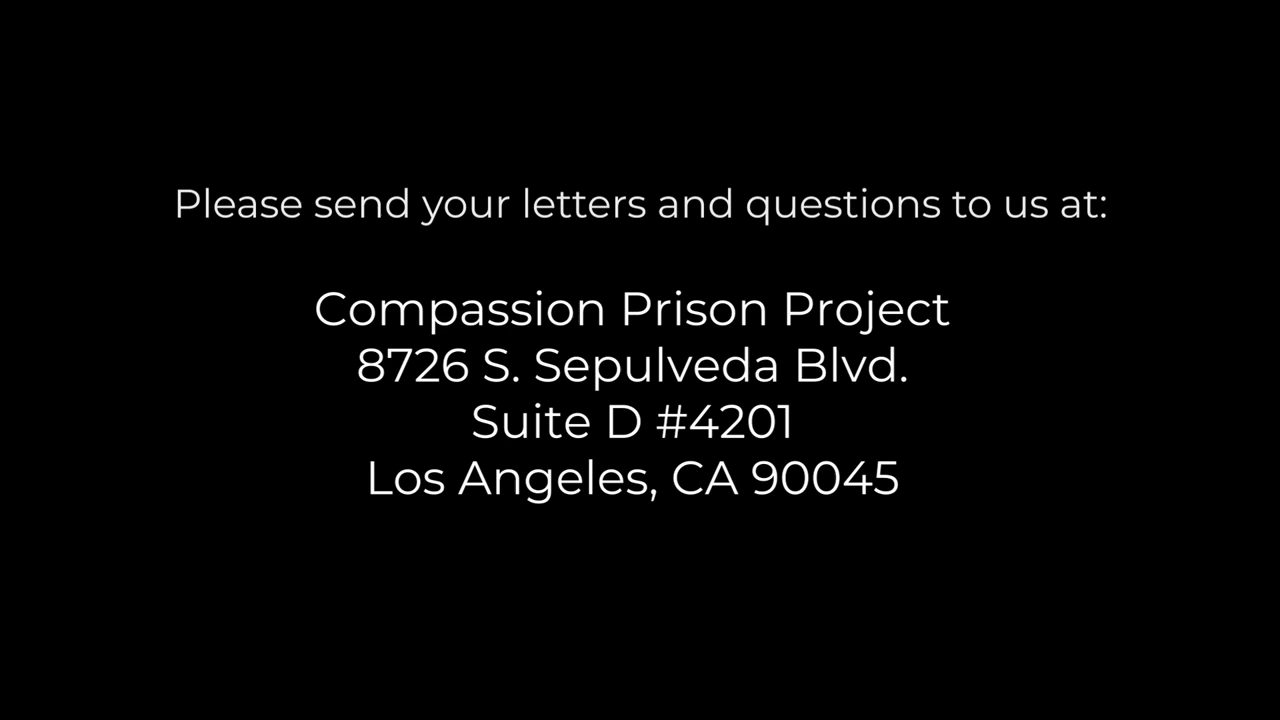 Please send your letters and questions to us at:
Compassion Prison Project
8726 S. Sepulveda Blvd.
Suite D #4201
Los Angeles, CA 90045